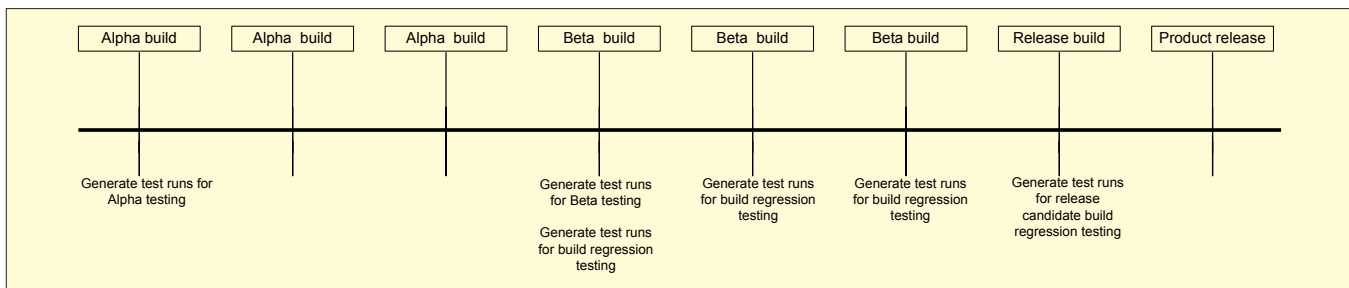 Alpha build
Alpha build
Alpha build
Beta build
Beta build
Beta build
Release build
Product release
Generate test runs for
Alpha testing
Generate test runs
for Beta testing
Generate test runs
for build regression
testing
Generate test runs
for build regression
testing
Generate test runs
for build regression
testing
Generate test runs
for release
candidate build
regression testing